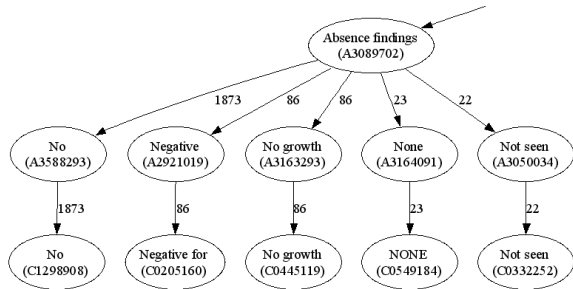 Absence findings
(A3089702)
1873
86
86
23
22
No
(A3588293)
Negative
(A2921019)
No growth
(A3163293)
None
(A3164091)
Not seen
(A3050034)
1873
86
86
23
22
No
(C1298908)
Negative for
(C0205160)
No growth
(C0445119)
NONE
(C0549184)
Not seen
(C0332252)